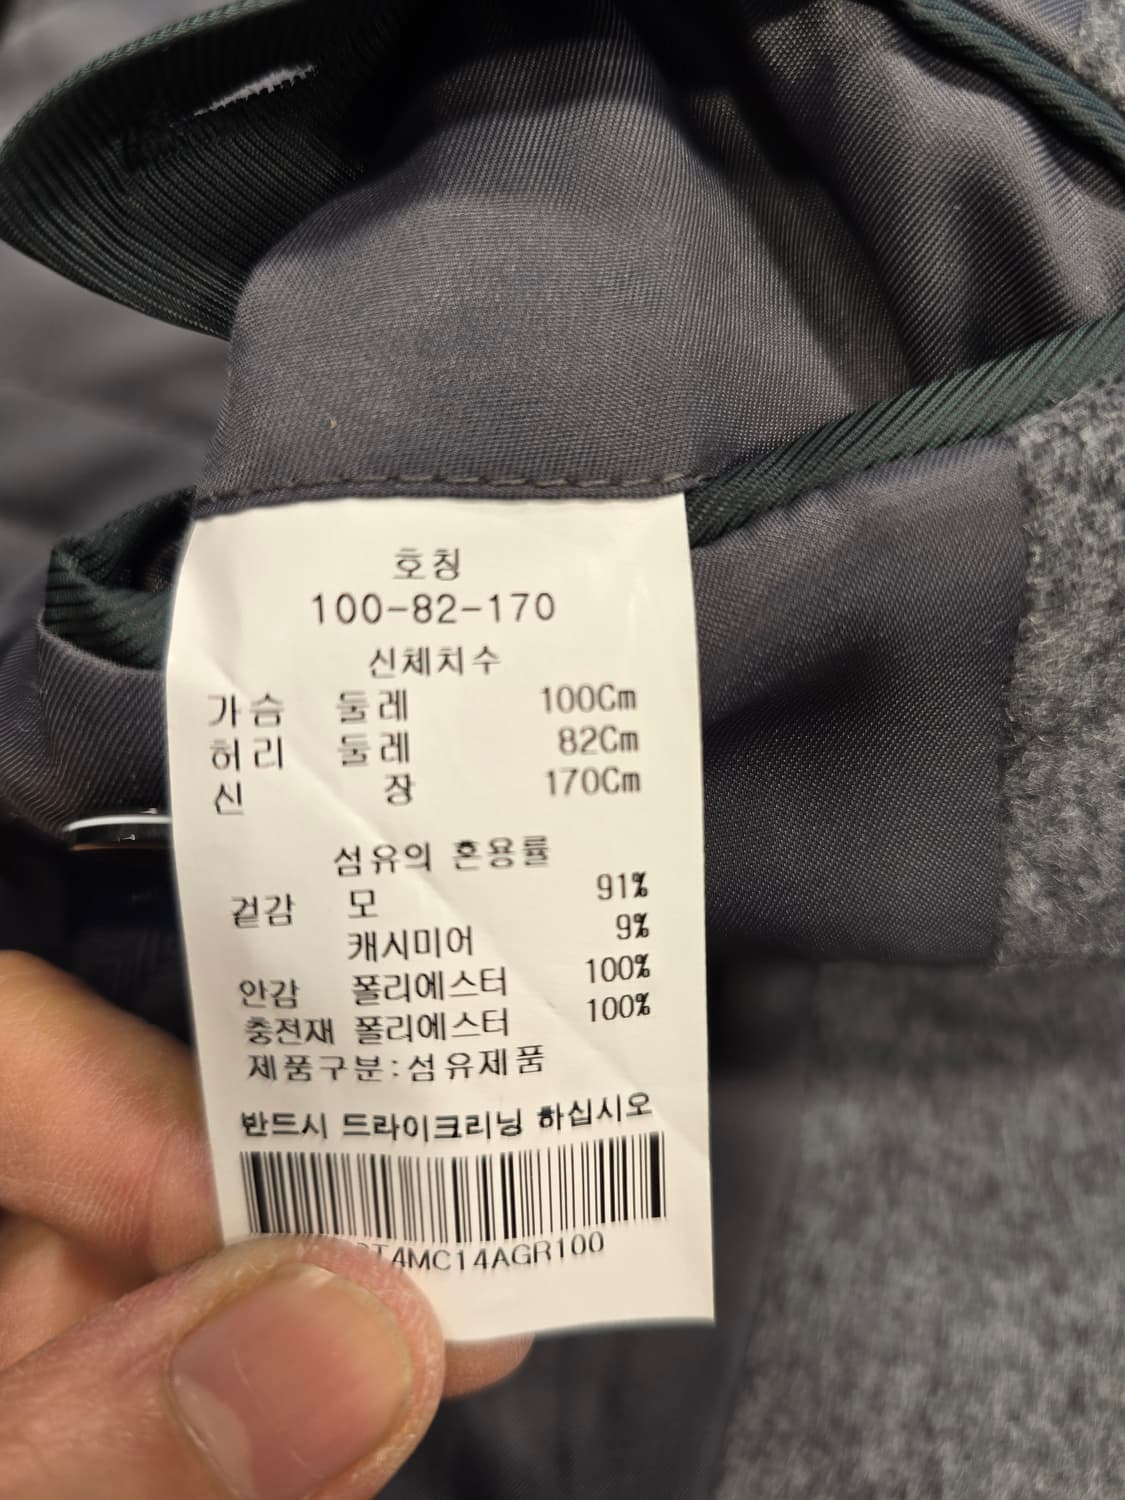 호칭
100-82-170
신체치수
가슴 둘레 100Cm
허리 둘레 82Cm
신 장 170Cm
섬유의 혼용률
겉감 모 91%
캐시미어 9%
안감 폴리에스터 100%
충전재 폴리에스터 100%
제품구분:섬유제품
반드시 드라이크리닝 하십시오
4MC14AGR100